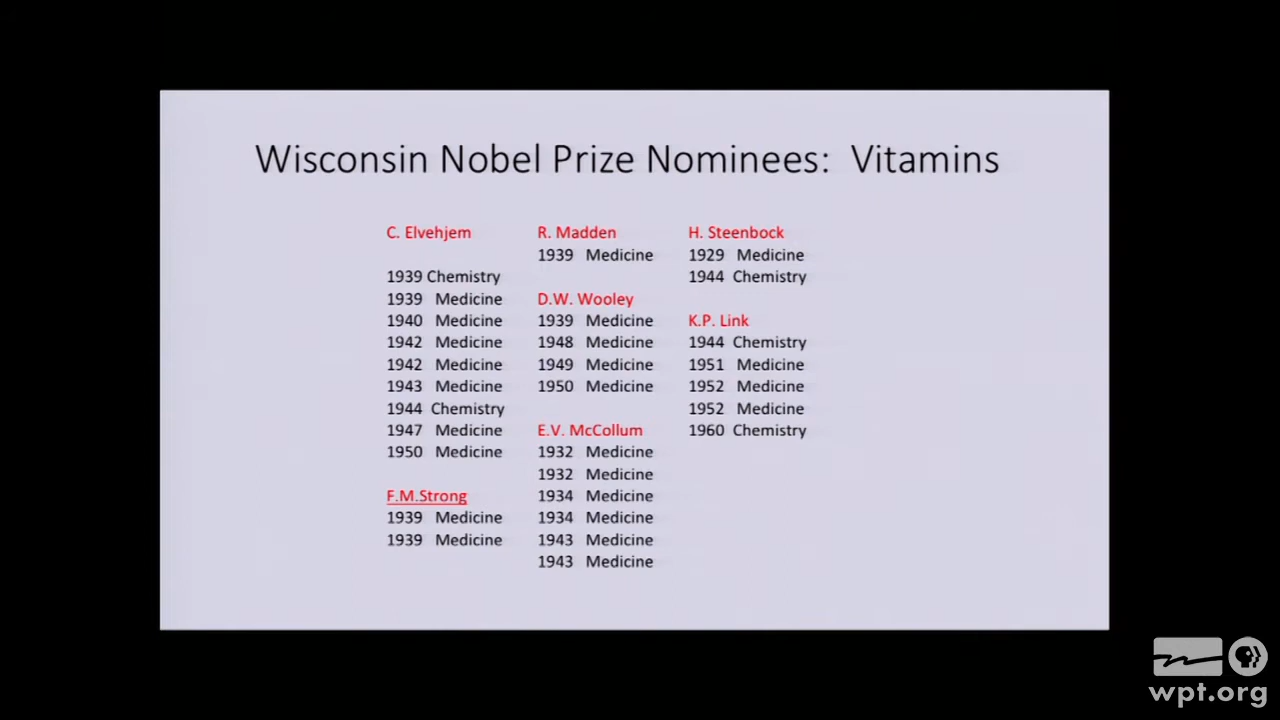 Wisconsin Nobel Prize Nominees: Vitamins
C. Elvehjem
1939 Chemistry
1939 Medicine
1940 Medicine
1942 Medicine
1942 Medicine
1943 Medicine
1944 Chemistry
1947 Medicine
1950 Medicine
F.M.Strong
1939 Medicine
1939 Medicine
R. Madden
1939 Medicine
D.W. Wooley
1939 Medicine
1948 Medicine
1949 Medicine
1950 Medicine
E.V. McCollum
1932 Medicine
1932 Medicine
1934 Medicine
1934 Medicine
1943 Medicine
1943 Medicine
H. Steenbock
1929 Medicine
1944 Chemistry
K.P. Link
1944 Chemistry
1951 Medicine
1952 Medicine
1952 Medicine
1960 Chemistry
wpt.org